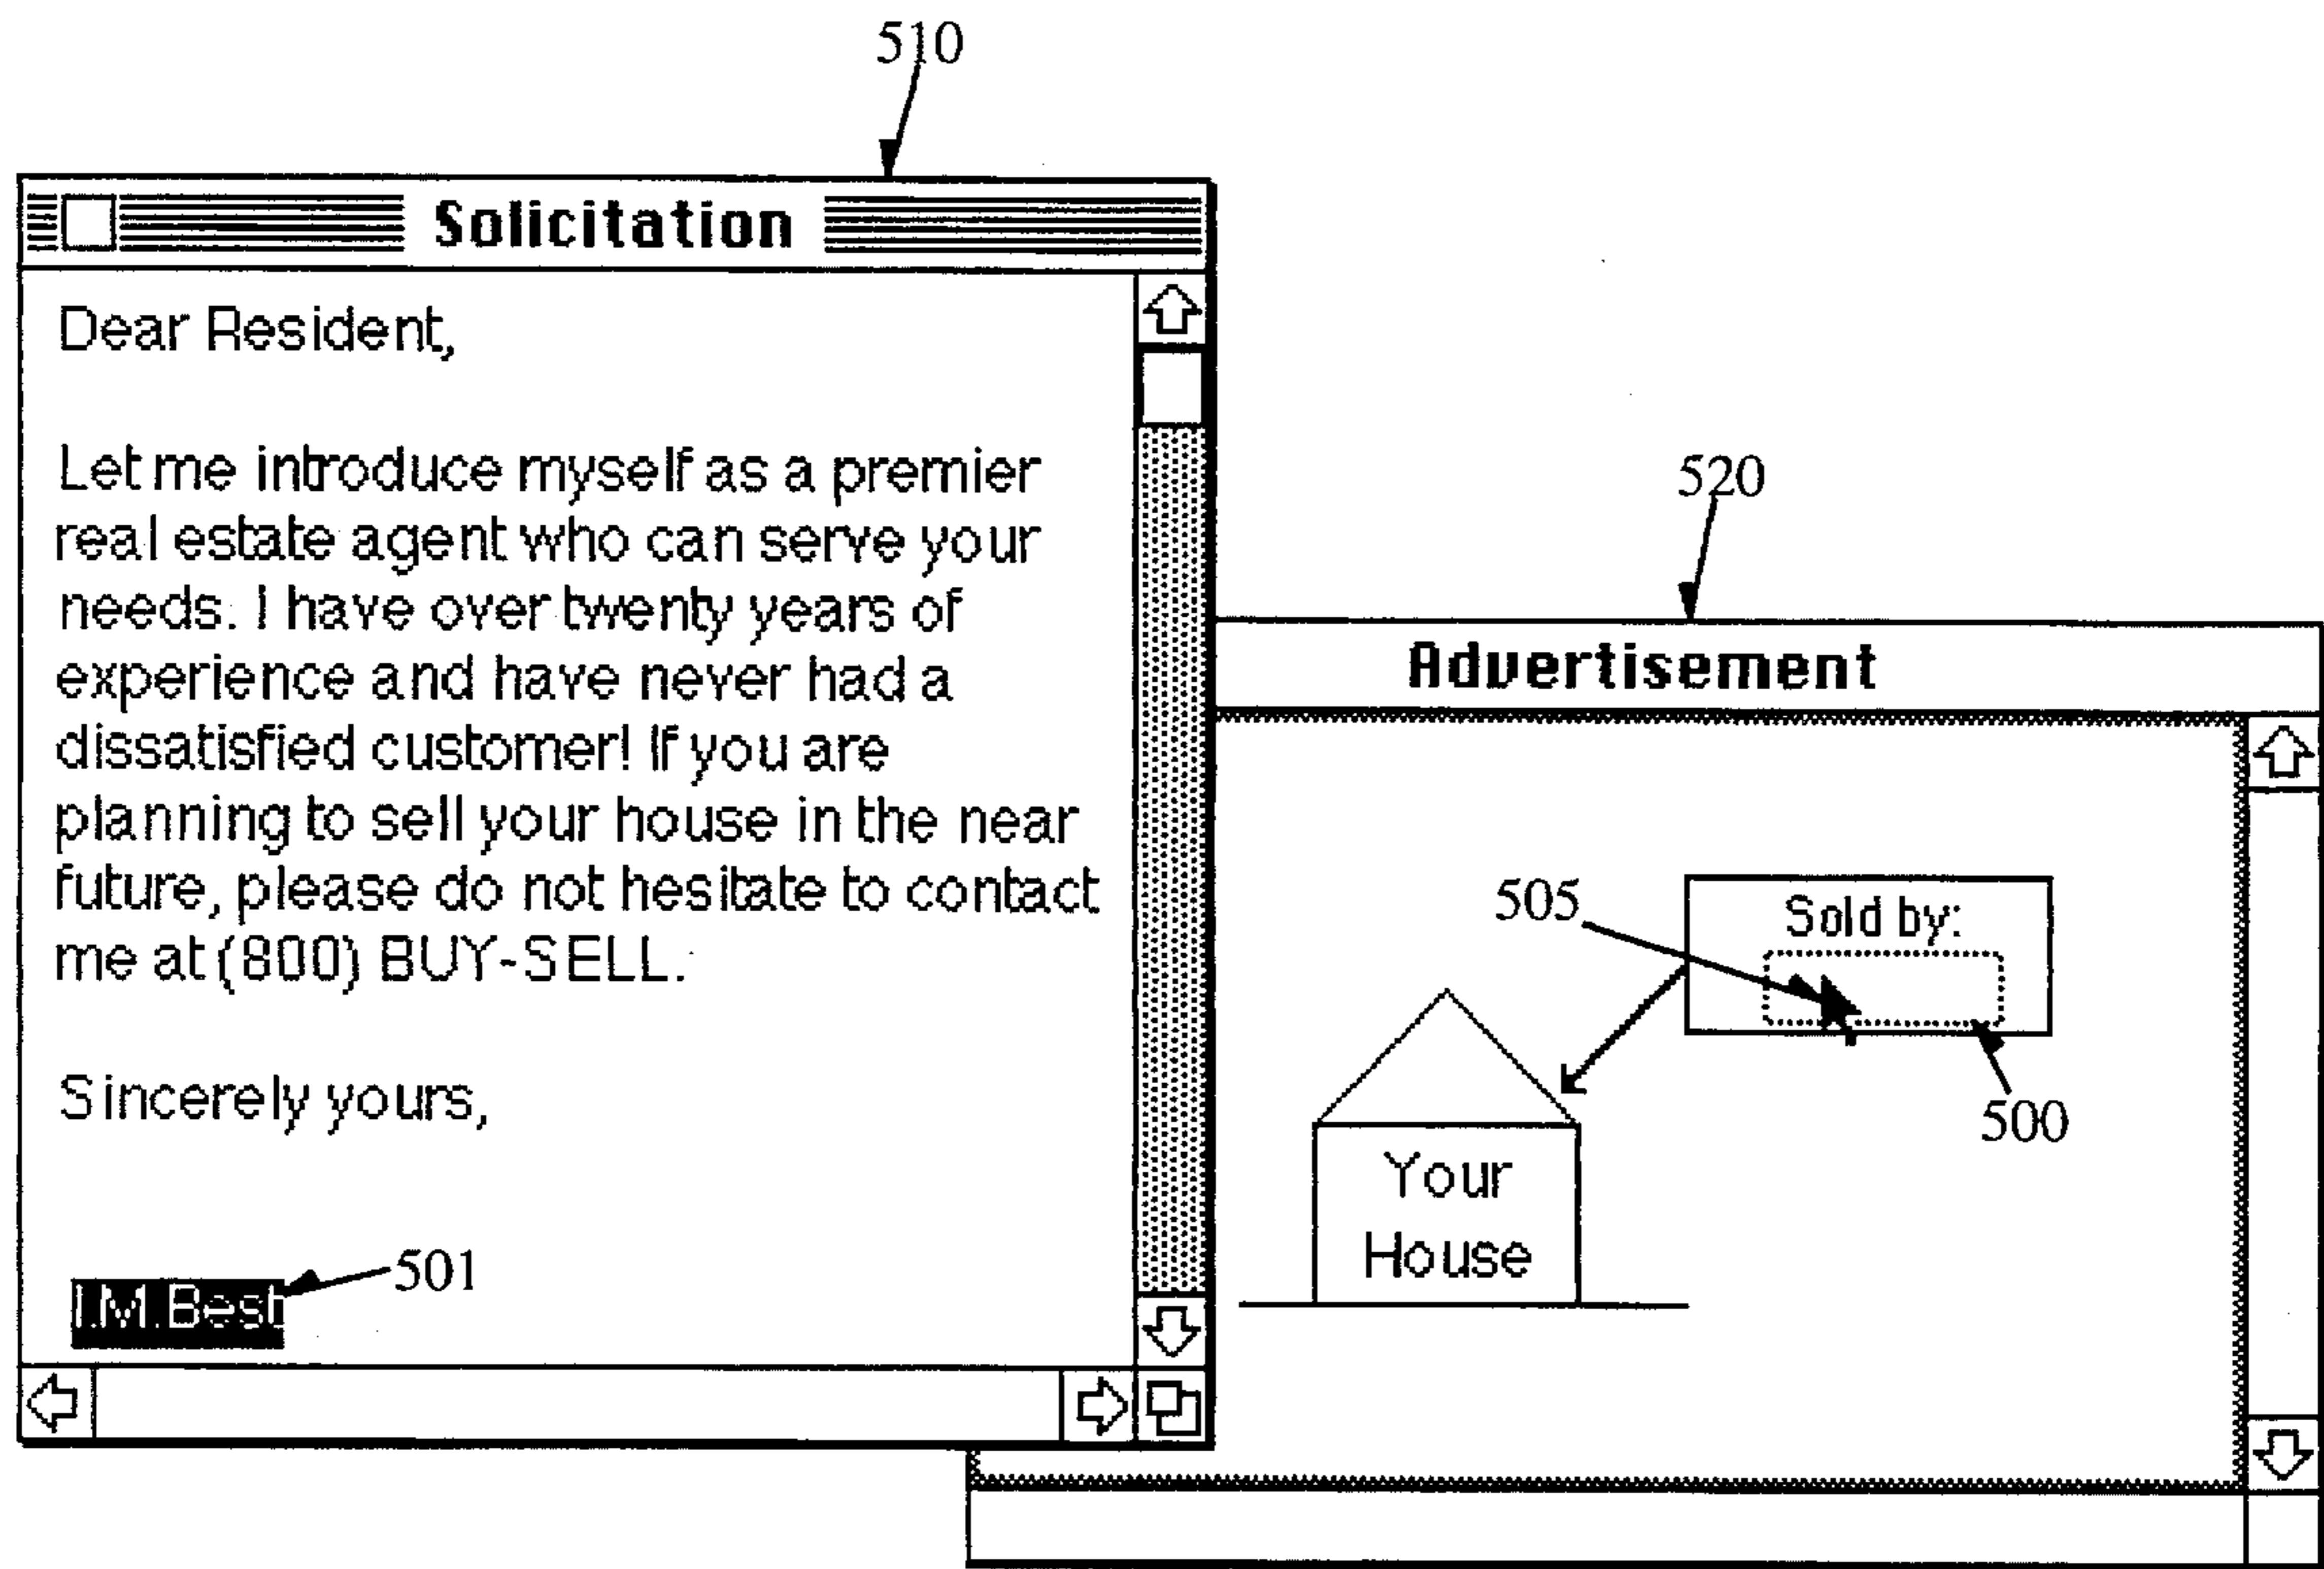 510
Solicitation
Dear Resident,
Let me introduce myself as a premier
real estate agent who can serve your
needs. I have over twenty years of
experience and have never had a
dissatisfied customer! If you are
planning to sell your house in the near
future, please do not hesitate to contact
me at (800) BUY-SELL.
Sincerely yours,
I.M.Best
501
520
Advertisement
505
Sold by:
500
Your
House